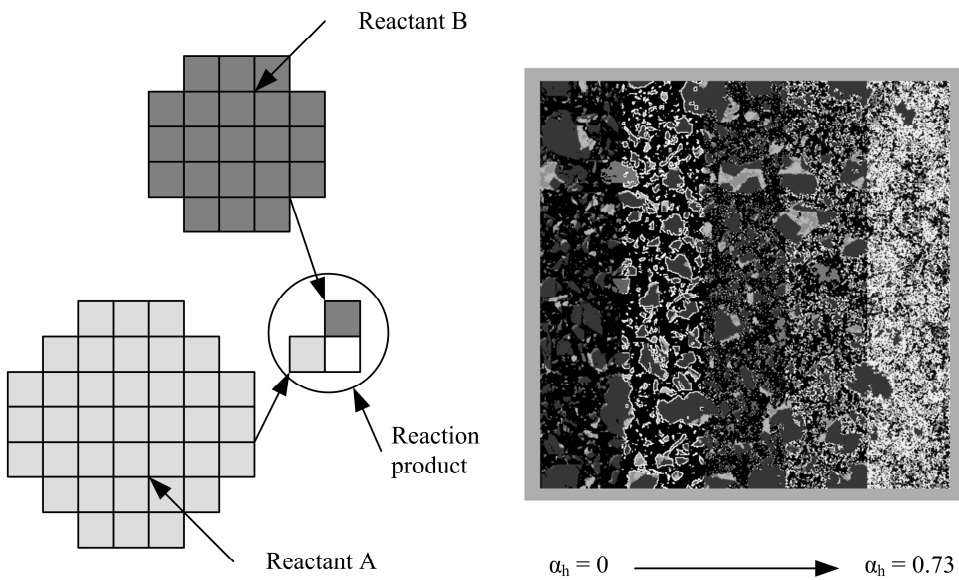 Reactant B
Reaction
product
Reactant A
αh = 0
αh = 0.73